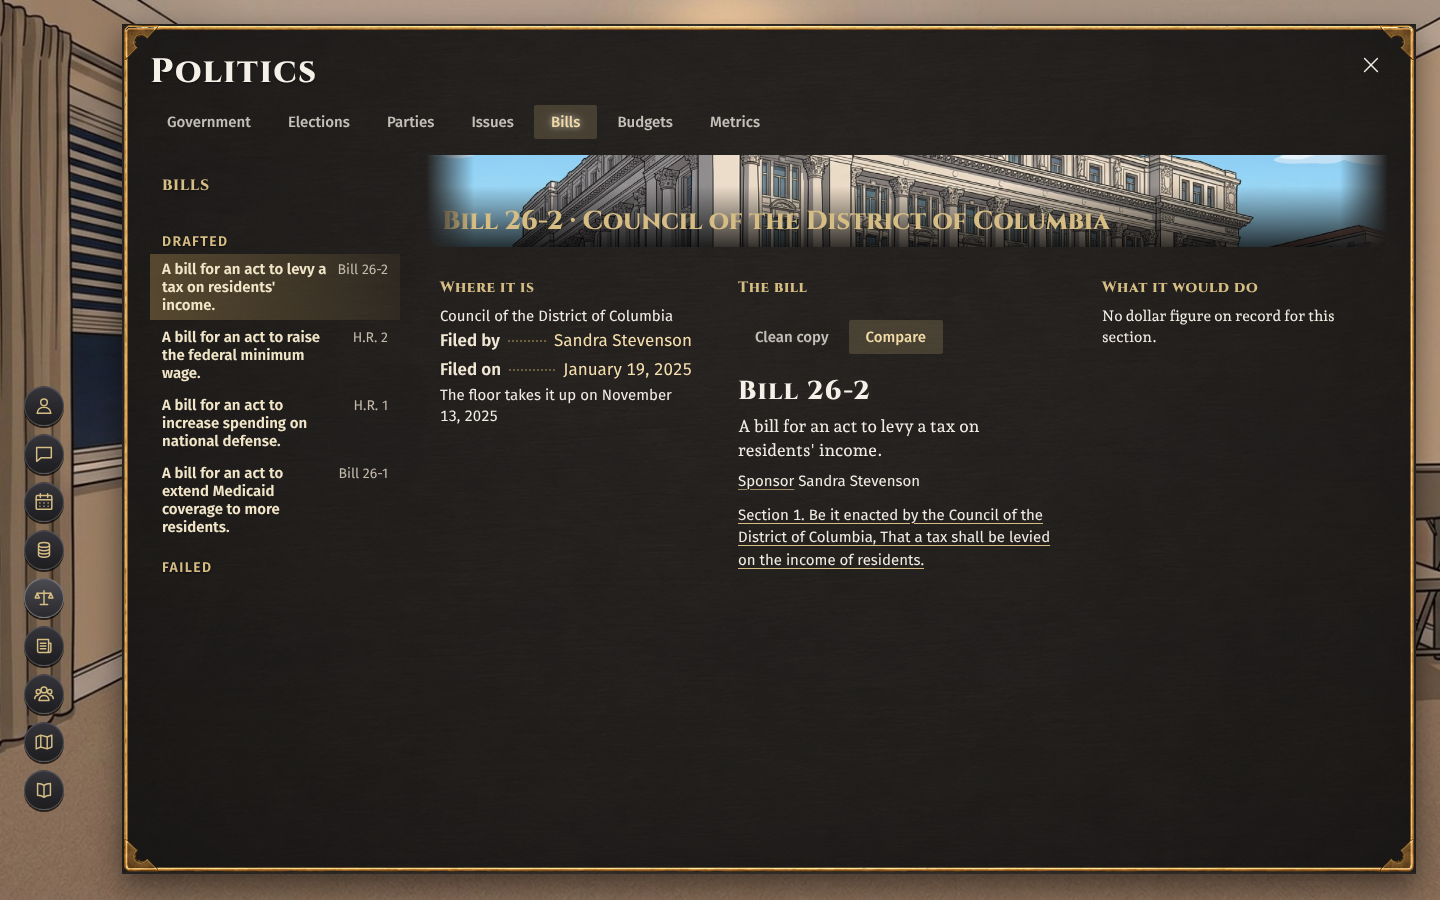 Politics
Government Elections Parties Issues Bills Budgets Metrics
BILLS
DRAFTED
A bill for an act to levy a Bill 26-2
tax on residents'
income.
A bill for an act to raise H.R. 2
the federal minimum
wage.
A bill for an act to H.R. 1
increase spending on
national defense.
A bill for an act to Bill 26-1
extend Medicaid
coverage to more
residents.
FAILED
Bill 26-2 · Council of the District of Columbia
Where it is
Council of the District of Columbia
Filed by Sandra Stevenson
Filed on January 19, 2025
The floor takes it up on November
13, 2025
The bill
Clean copy Compare
Bill 26-2
A bill for an act to levy a tax on
residents' income.
Sponsor Sandra Stevenson
Section 1. Be it enacted by the Council of the
District of Columbia, That a tax shall be levied
on the income of residents.
What it would do
No dollar figure on record for this
section.